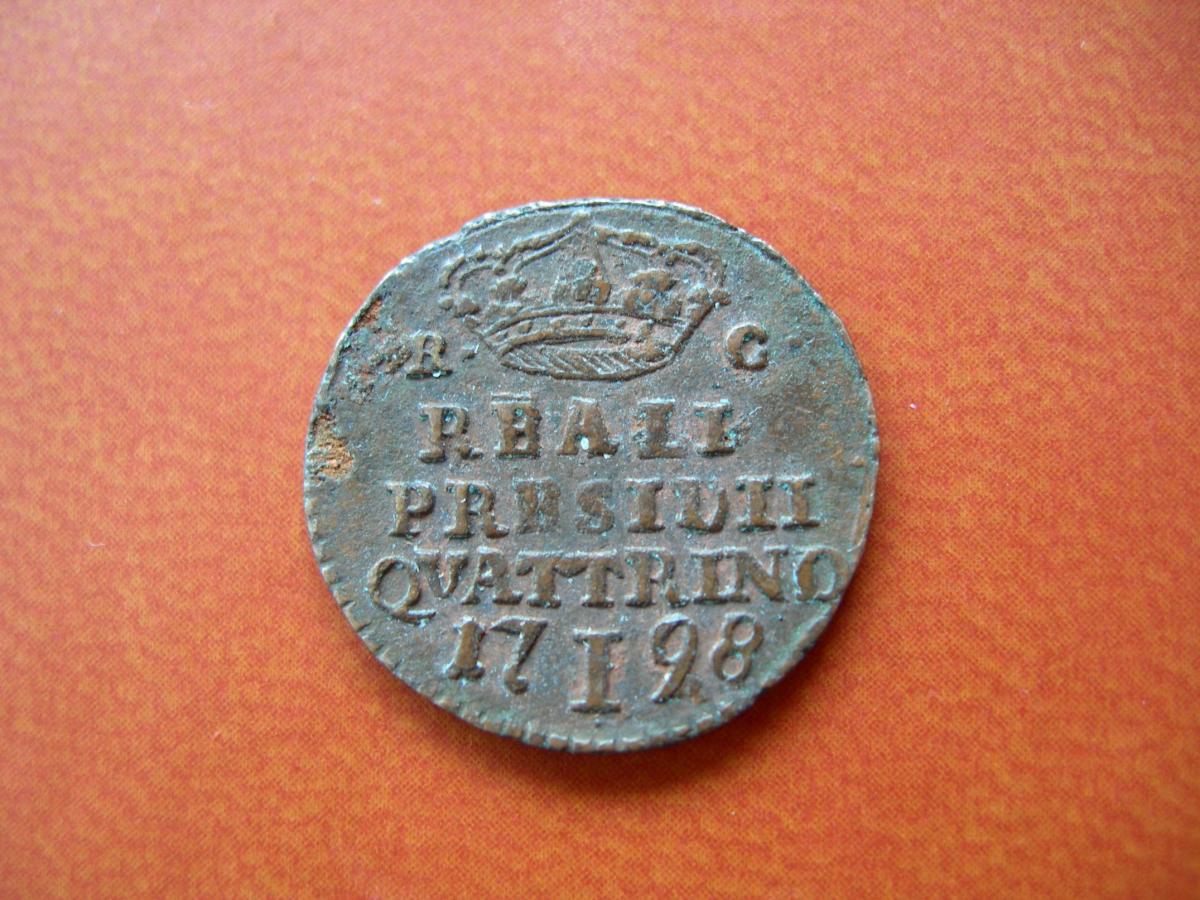 R. C
REALI
PRESIDII
QVATTRINO
17 I 98